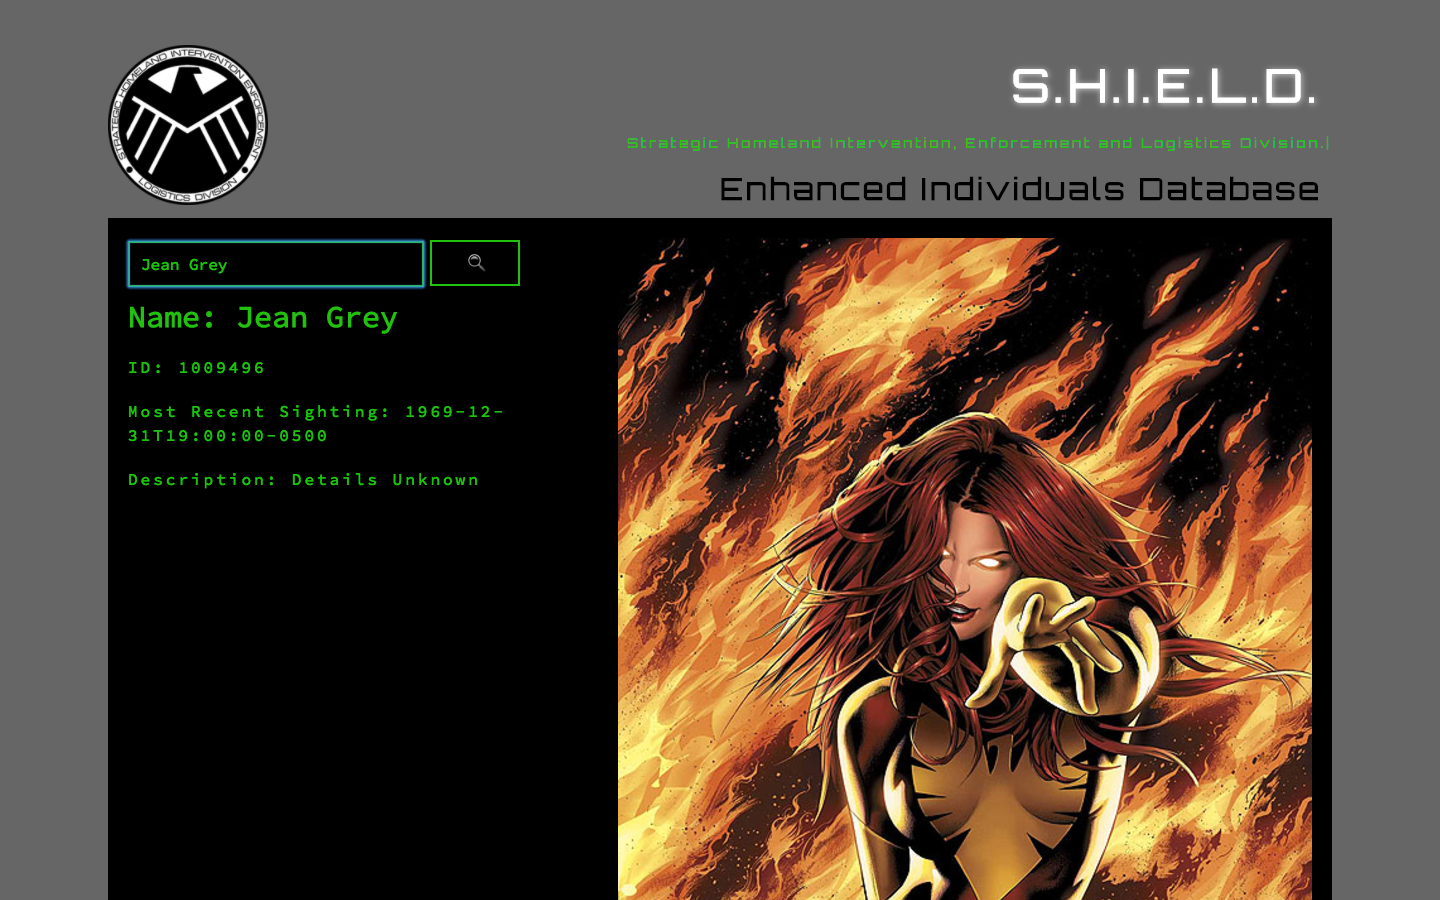 STRATEGIC HOMELAND INTERVENTION ENFORCEMENT
LOGISTICS DIVISION
S.H.I.E.L.D.
Strategic Homeland Intervention, Enforcement and Logistics Division.|
Enhanced Individuals Database
Jean Grey
Name: Jean Grey
ID: 1009496
Most Recent Sighting: 1969-12-
31T19:00:00-0500
Description: Details Unknown